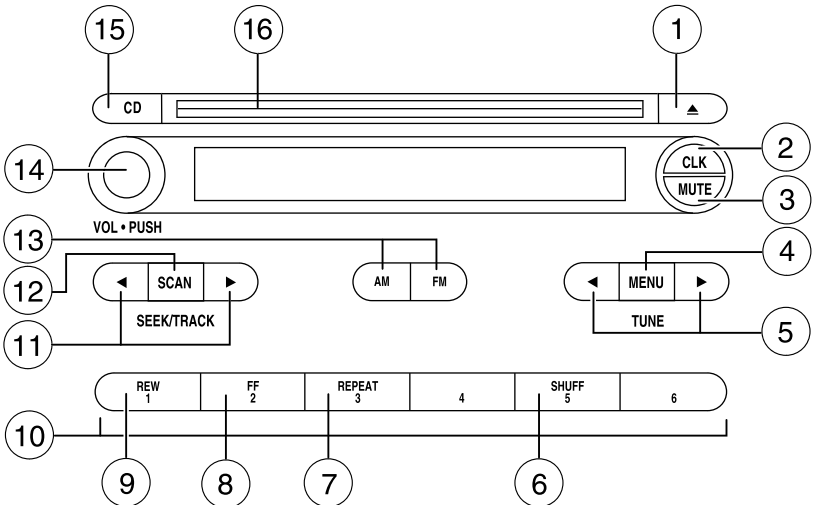 15 16 1
CD
2
CLK
14
MUTE
3
VOL • PUSH
13
4
12
SCAN AM FM MENU
11
SEEK/TRACK TUNE
5
REW FF REPEAT SHUFF
1 2 3 4 5 6
10
9 8 7 6